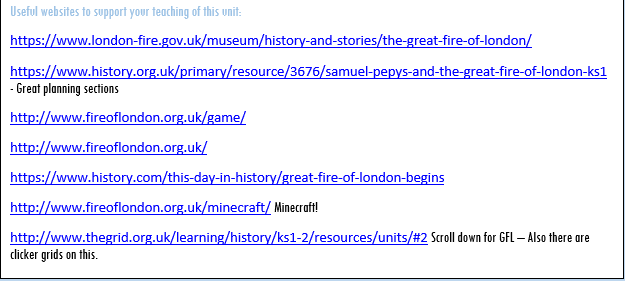 Useful websites to support your teaching of this unit:
https://www.london-fire.gov.uk/museum/history-and-stories/the-great-fire-of-london/
https://www.history.org.uk/primary/resource/3676/samuel-pepys-and-the-great-fire-of-london-ks1
- Great planning sections
http://www.fireoflondon.org.uk/game/
http://www.fireoflondon.org.uk/
https://www.history.com/this-day-in-history/great-fire-of-london-begins
http://www.fireoflondon.org.uk/minecraft/ Minecraft!
http://www.thegrid.org.uk/learning/history/ks1-2/resources/units/#2 Scroll down for GFL – Also there are
clicker grids on this.